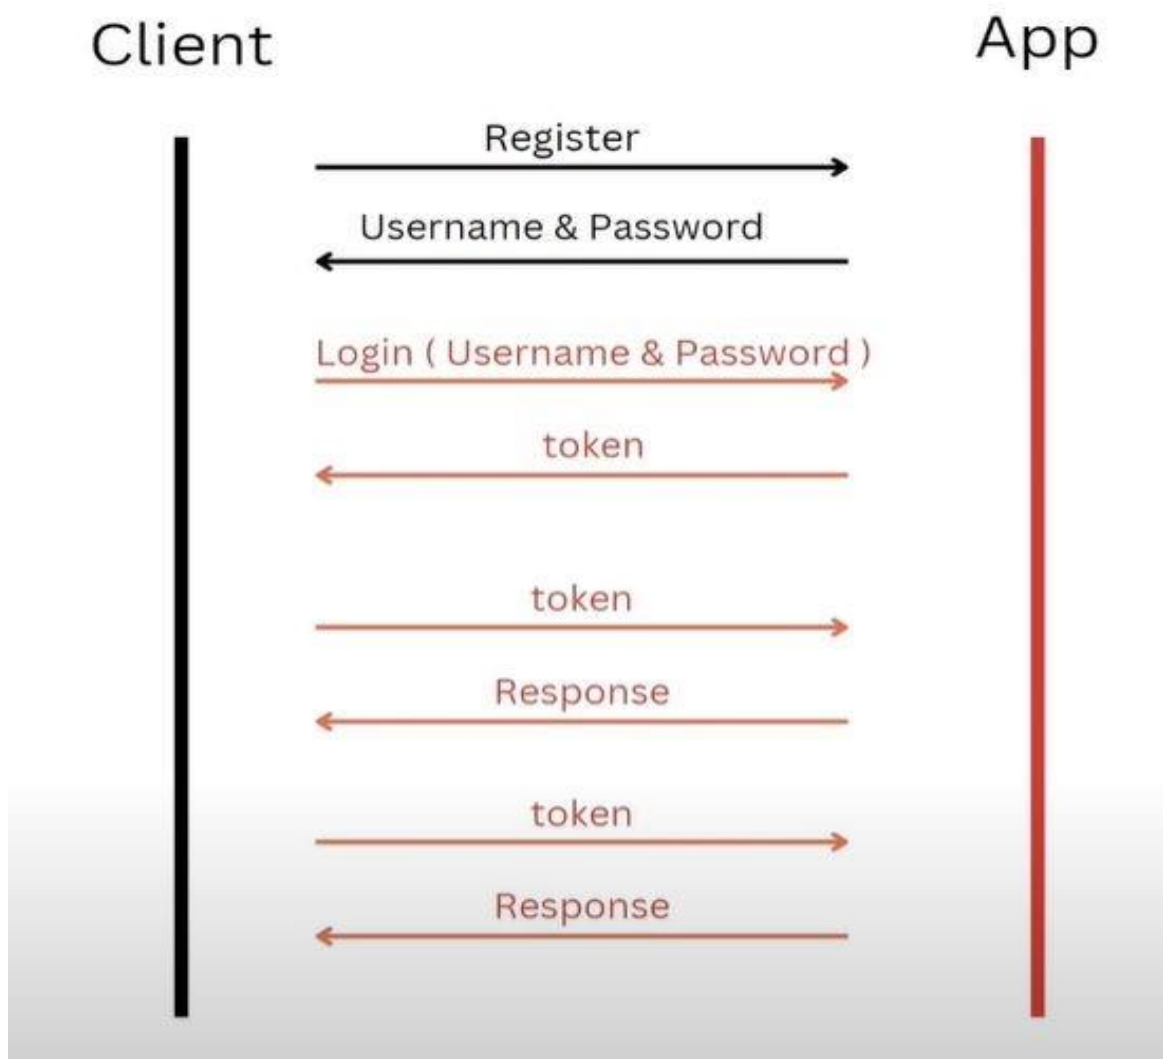 Client
App
Register
Username & Password
Login ( Username & Password )
token
token
Response
token
Response